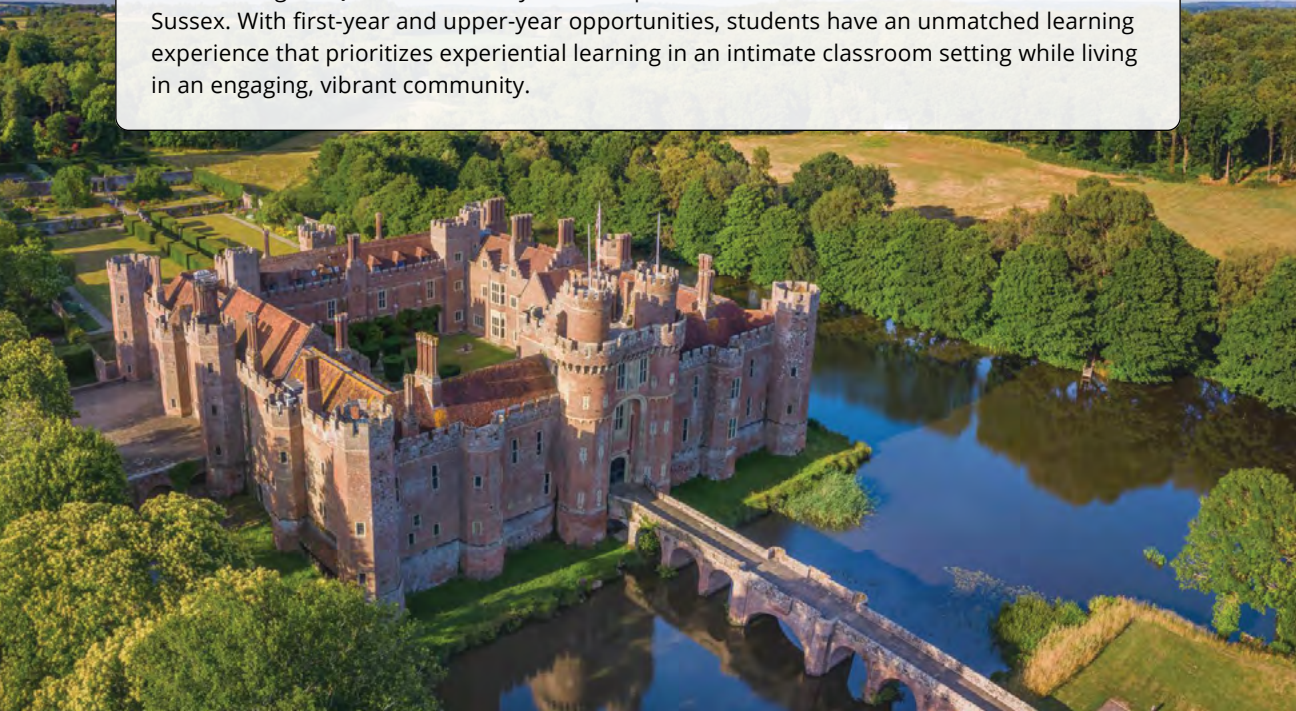 Sussex. With first-year and upper-year opportunities, students have an unmatched learning
experience that prioritizes experiential learning in an intimate classroom setting while living
in an engaging, vibrant community.